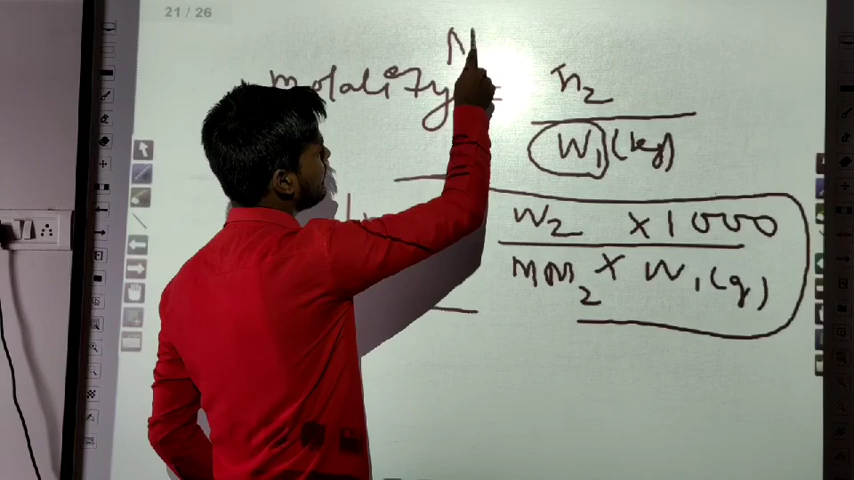 21 / 26
molality = n2
W1 (kg)
W2 × 1000
MM2 × W1 (g)